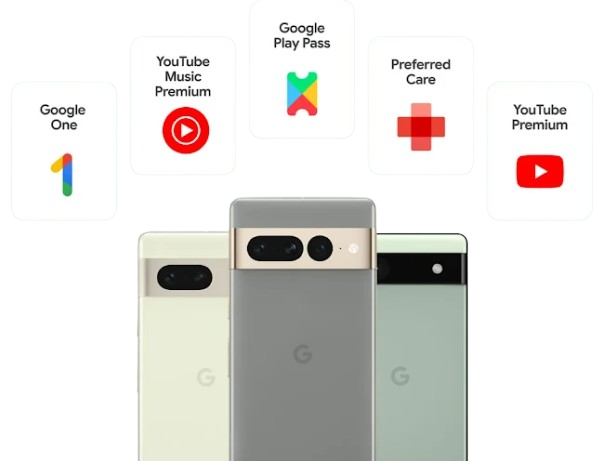 Google
One
YouTube
Music
Premium
Google
Play Pass
Preferred
Care
YouTube
Premium
G
G
G